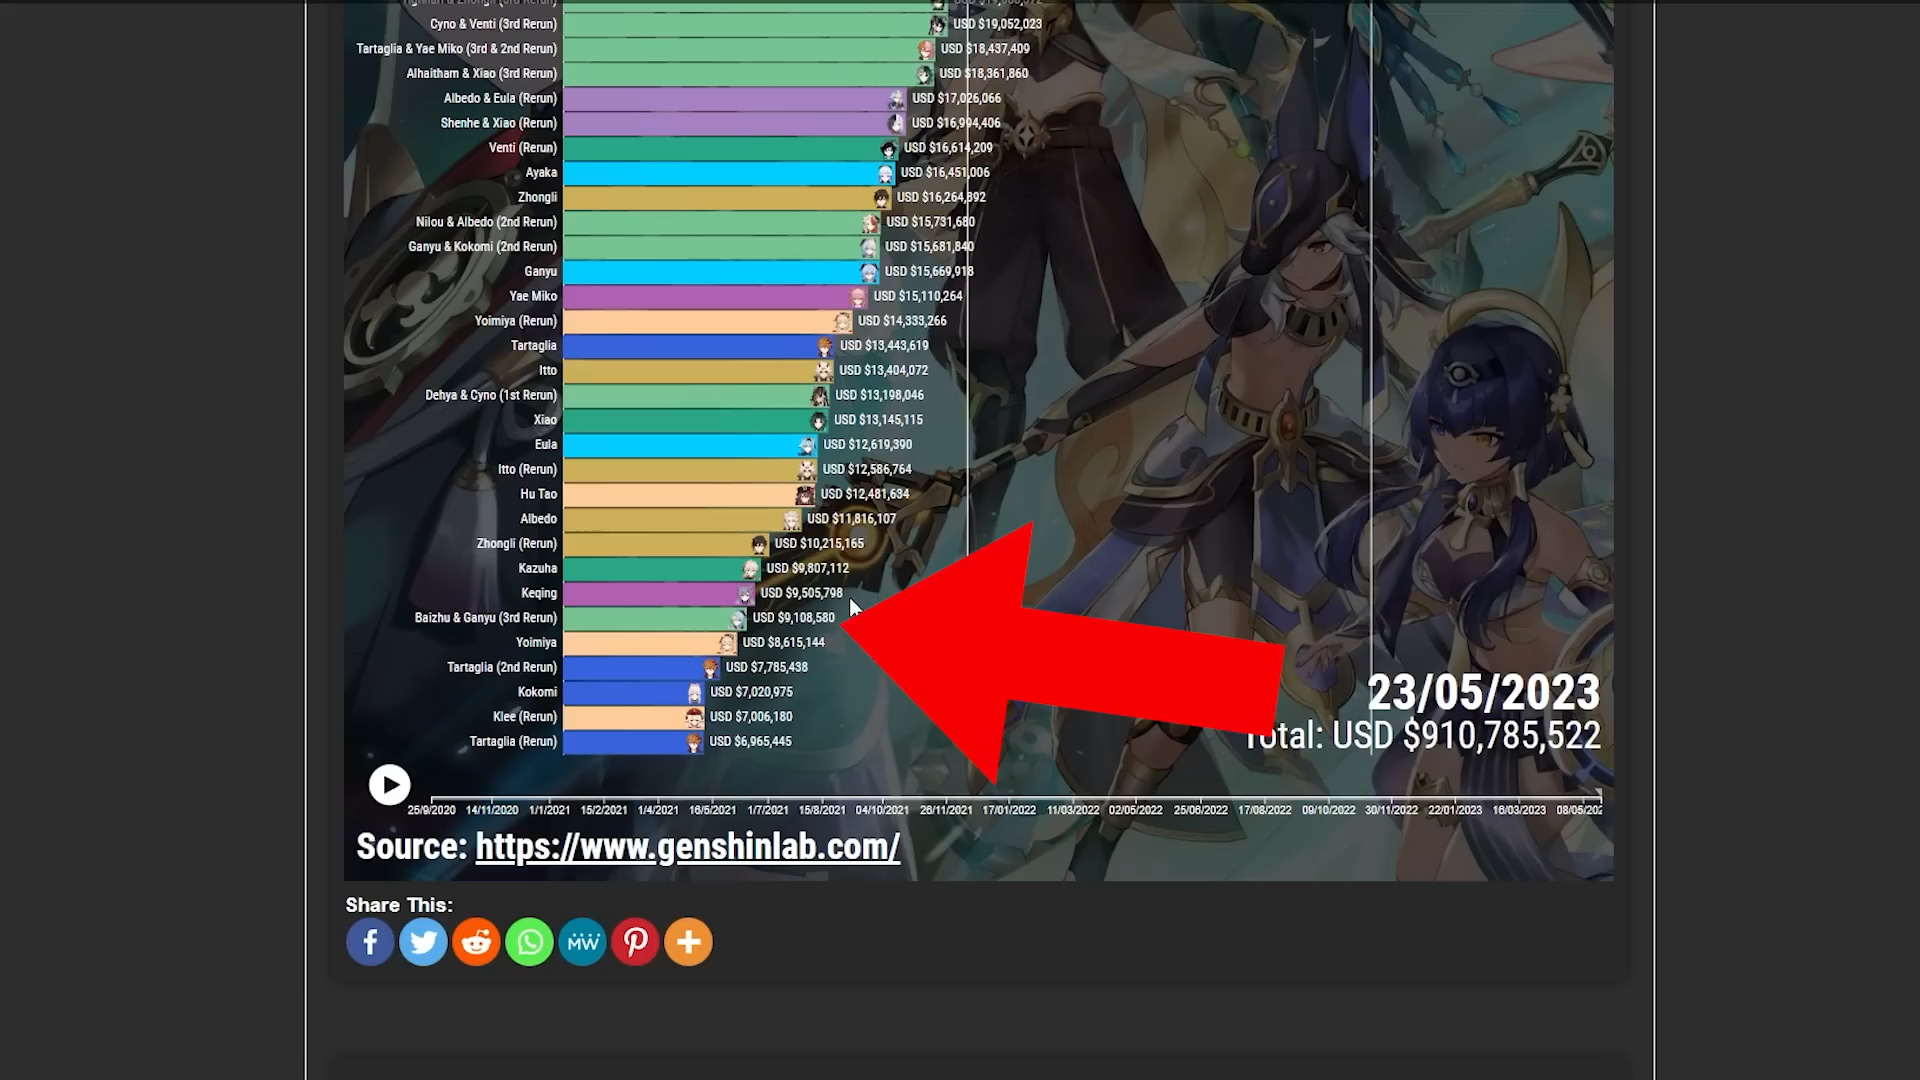 Cyno & Venti (3rd Rerun) USD $19,052,023
Tartaglia & Yae Miko (3rd & 2nd Rerun) USD $18,437,409
Alhaitham & Xiao (3rd Rerun) USD $18,361,860
Albedo & Eula (Rerun) USD $17,026,066
Shenhe & Xiao (Rerun) USD $16,994,406
Venti (Rerun) USD $16,614,209
Ayaka USD $16,451,006
Zhongli USD $16,264,892
Nilou & Albedo (2nd Rerun) USD $15,731,680
Ganyu & Kokomi (2nd Rerun) USD $15,681,840
Ganyu USD $15,669,918
Yae Miko USD $15,110,264
Yoimiya (Rerun) USD $14,333,266
Tartaglia USD $13,443,619
Itto USD $13,404,072
Dehya & Cyno (1st Rerun) USD $13,198,046
Xiao USD $13,145,115
Eula USD $12,619,390
Itto (Rerun) USD $12,586,764
Hu Tao USD $12,481,634
Albedo USD $11,816,107
Zhongli (Rerun) USD $10,215,165
Kazuha USD $9,807,112
Keqing USD $9,505,798
Baizhu & Ganyu (3rd Rerun) USD $9,108,580
Yoimiya USD $8,615,144
Tartaglia (2nd Rerun) USD $7,785,438
Kokomi USD $7,020,975
Klee (Rerun) USD $7,006,180
Tartaglia (Rerun) USD $6,965,445
23/05/2023
Total: USD $910,785,522
25/9/2020 14/11/2020 1/1/2021 15/2/2021 1/4/2021 16/5/2021 1/7/2021 15/8/2021 04/10/2021 26/11/2021 17/01/2022 11/03/2022 02/05/2022 25/06/2022 17/08/2022 09/10/2022 30/11/2022 22/01/2023 16/03/2023 08/05/202
Source: https://www.genshinlab.com/
Share This:
MW